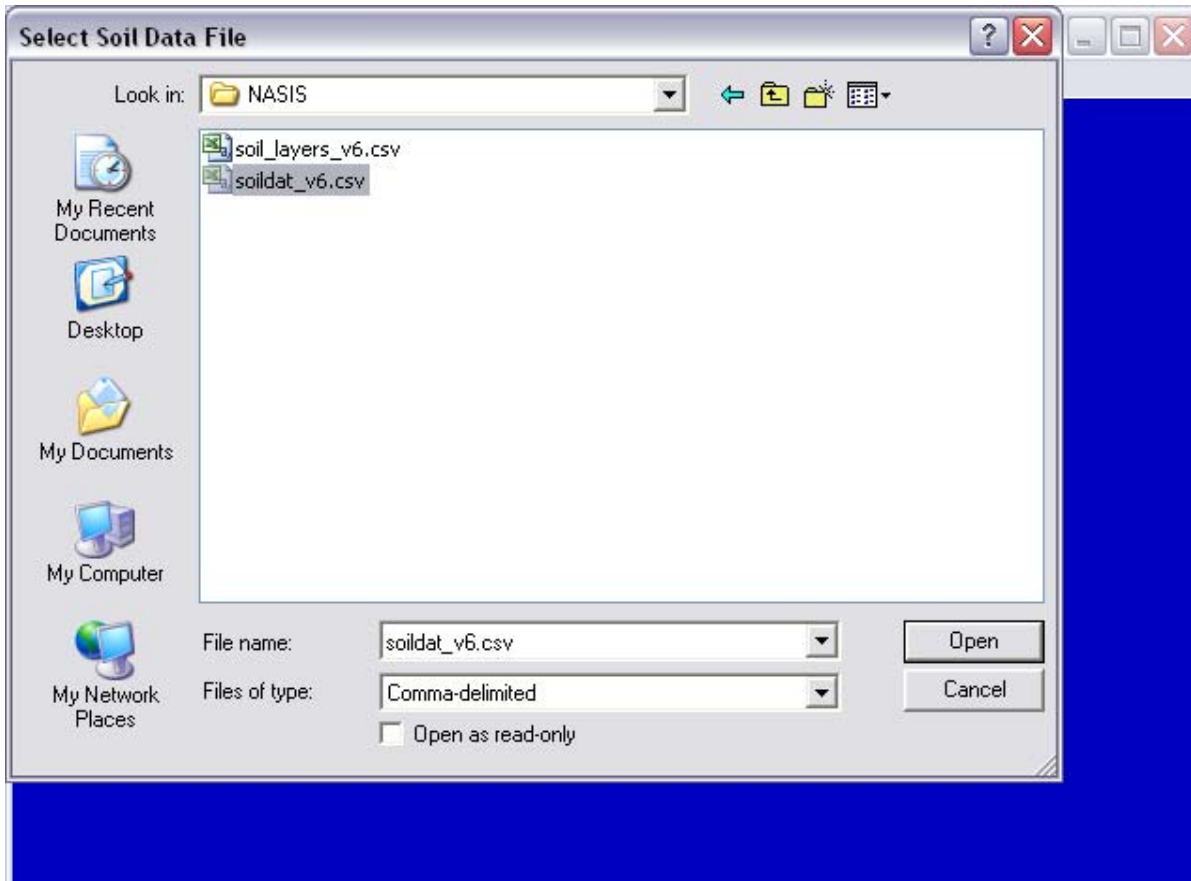 Select Soil Data File
Look in:
NASIS
soil_layers_v6.csv
soildat_v6.csv
My Recent
Documents
Desktop
My Documents
My Computer
My Network
Places
File name:
soildat_v6.csv
Open
Files of type:
Comma-delimited
Cancel
Open as read-only